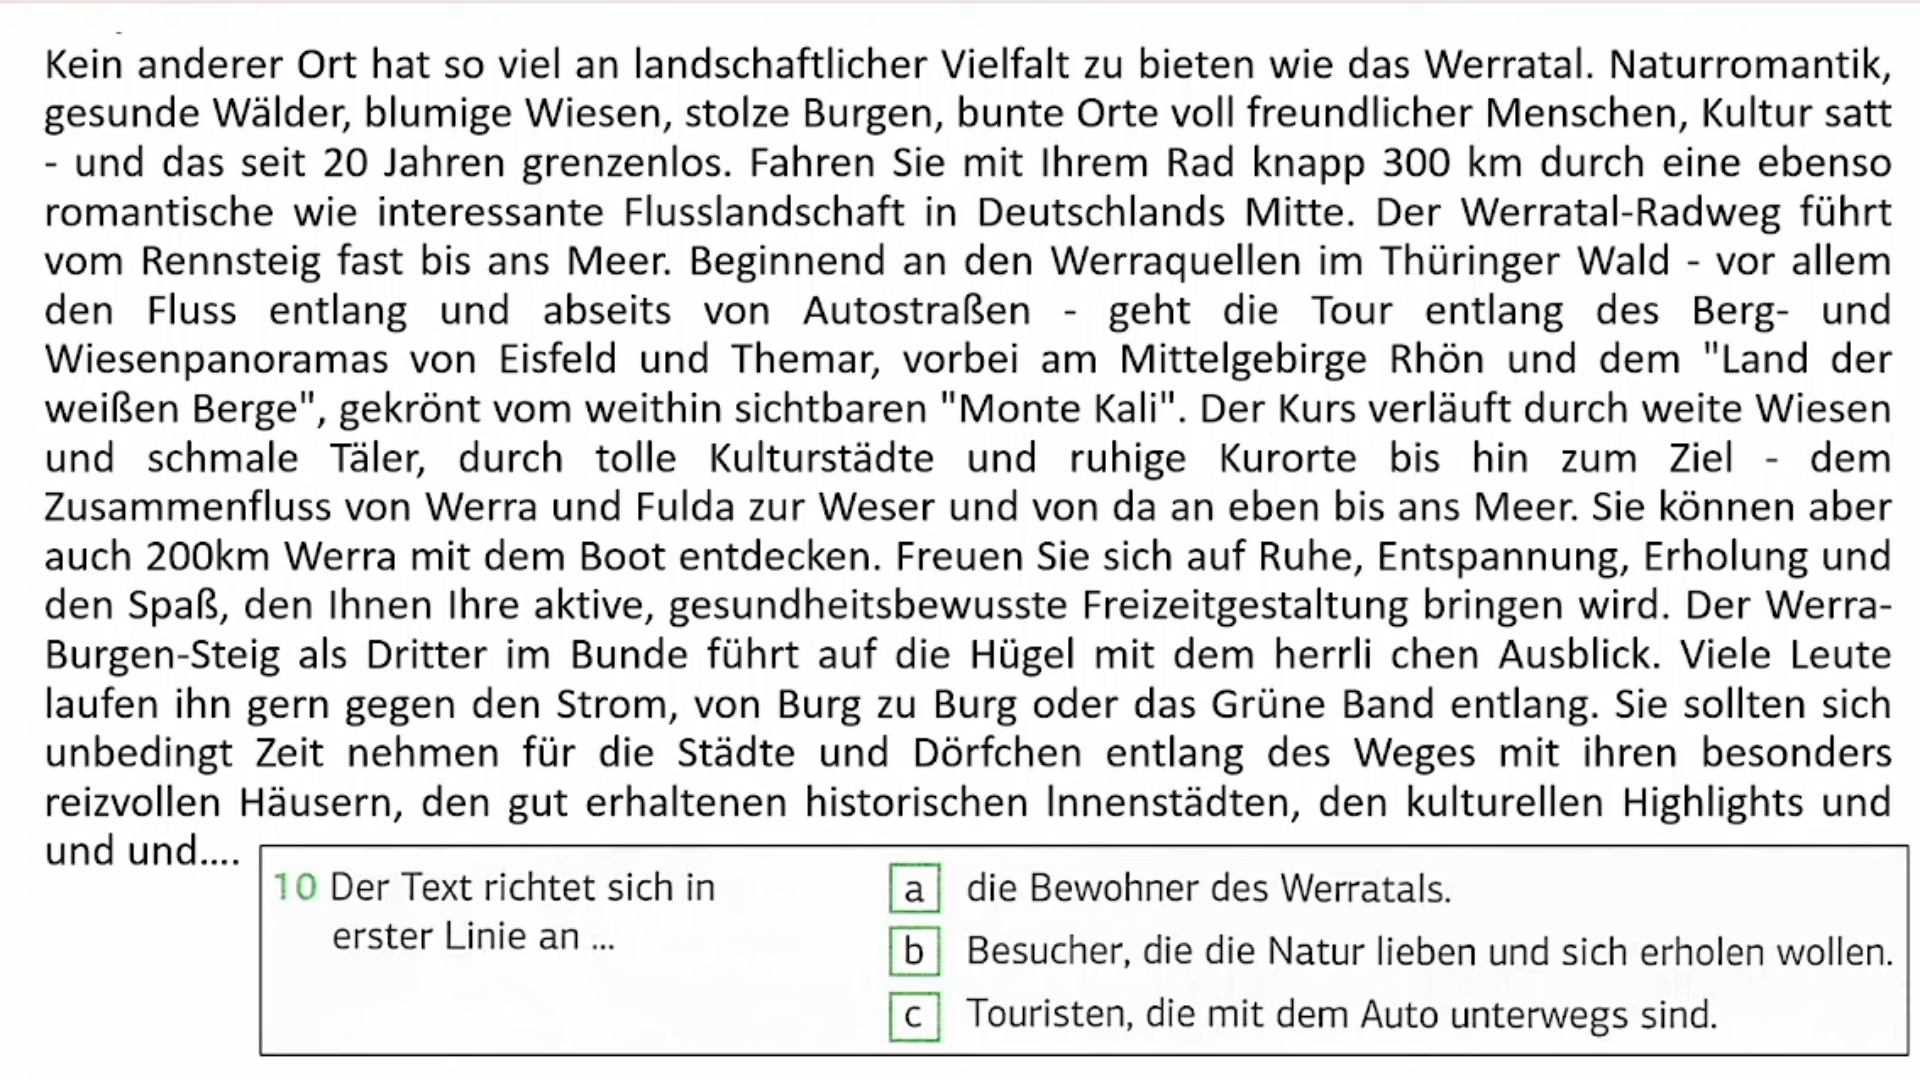 Kein anderer Ort hat so viel an landschaftlicher Vielfalt zu bieten wie das Werratal. Naturromantik,
gesunde Wälder, blumige Wiesen, stolze Burgen, bunte Orte voll freundlicher Menschen, Kultur satt
- und das seit 20 Jahren grenzenlos. Fahren Sie mit Ihrem Rad knapp 300 km durch eine ebenso
romantische wie interessante Flusslandschaft in Deutschlands Mitte. Der Werratal-Radweg führt
vom Rennsteig fast bis ans Meer. Beginnend an den Werraquellen im Thüringer Wald - vor allem
den Fluss entlang und abseits von Autostraßen - geht die Tour entlang des Berg- und
Wiesenpanoramas von Eisfeld und Themar, vorbei am Mittelgebirge Rhön und dem "Land der
weißen Berge", gekrönt vom weithin sichtbaren "Monte Kali". Der Kurs verläuft durch weite Wiesen
und schmale Täler, durch tolle Kulturstädte und ruhige Kurorte bis hin zum Ziel - dem
Zusammenfluss von Werra und Fulda zur Weser und von da an eben bis ans Meer. Sie können aber
auch 200km Werra mit dem Boot entdecken. Freuen Sie sich auf Ruhe, Entspannung, Erholung und
den Spaß, den Ihnen Ihre aktive, gesundheitsbewusste Freizeitgestaltung bringen wird. Der Werra-
Burgen-Steig als Dritter im Bunde führt auf die Hügel mit dem herrli chen Ausblick. Viele Leute
laufen ihn gern gegen den Strom, von Burg zu Burg oder das Grüne Band entlang. Sie sollten sich
unbedingt Zeit nehmen für die Städte und Dörfchen entlang des Weges mit ihren besonders
reizvollen Häusern, den gut erhaltenen historischen Innenstädten, den kulturellen Highlights und
und und....
10 Der Text richtet sich in
erster Linie an ...
a die Bewohner des Werratals.
b Besucher, die die Natur lieben und sich erholen wollen.
c Touristen, die mit dem Auto unterwegs sind.